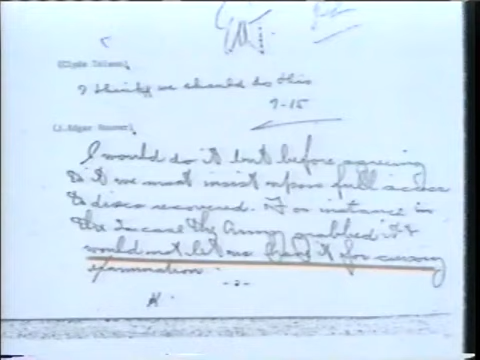 (Clyde Tolson)
I think we should do this
7-15
(J. Edgar Hoover)
I would do it but before agreeing
to it we must insist upon full access
to discs recovered. For instance in
the case the Army grabbed it &
would not let us have it for cursory
examination.
-2-
H.